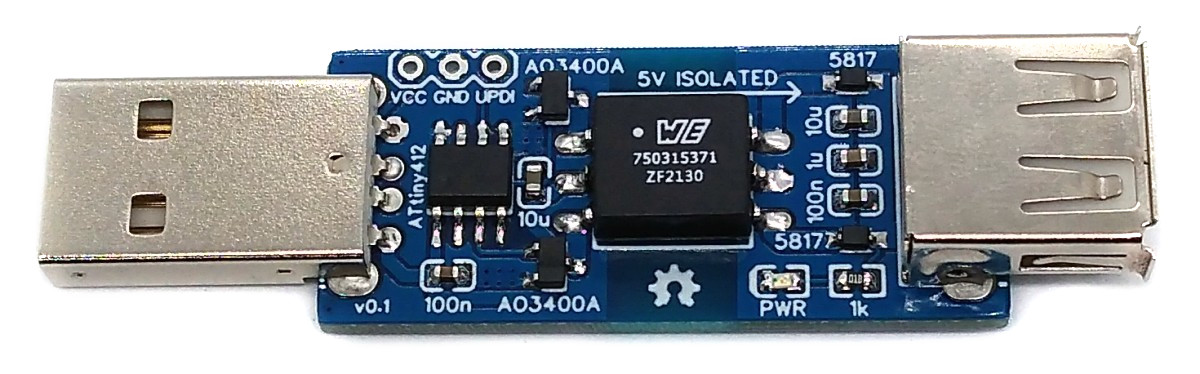 AO3400A
VCC GND UPDI
5V ISOLATED
5817
10u
1u
100n
5817
WE
750315371
ZF2130
ATtiny412
10u
100n
v0.1
AO3400A
PWR
1k